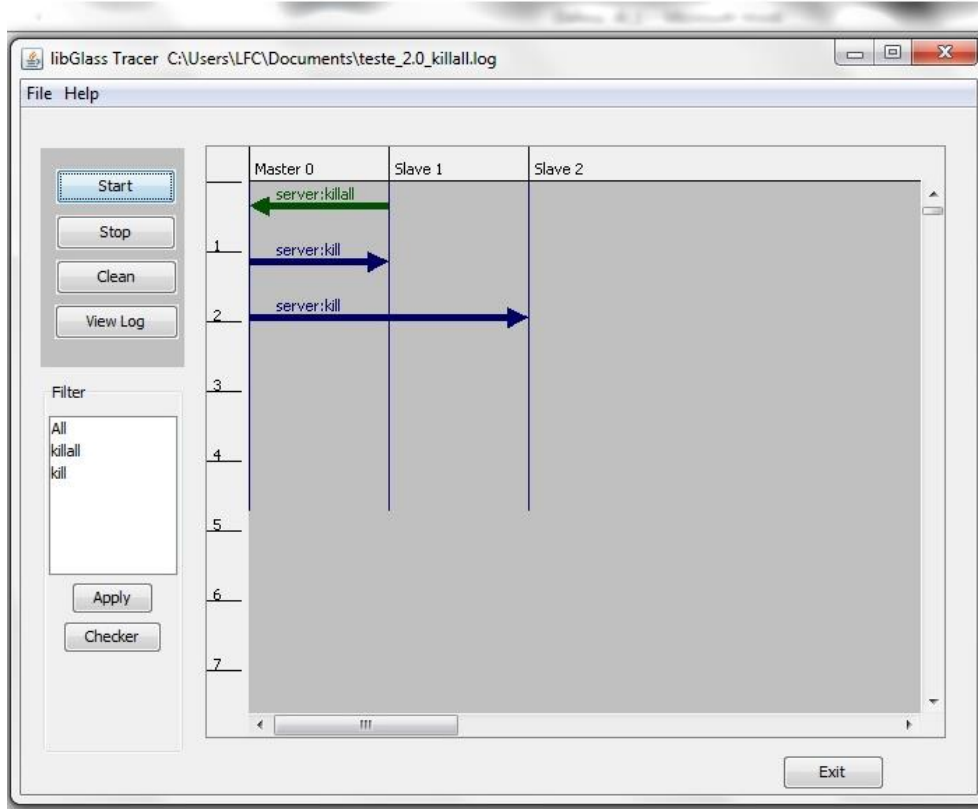 libGlass Tracer C:\Users\LFC\Documents\teste_2.0_killall.log
File Help
Start
Stop
Clean
View Log
Filter
All
killall
kill
Apply
Checker
Master 0
Slave 1
Slave 2
server:killall
1
server:kill
2
server:kill
3
4
5
6
7
Exit